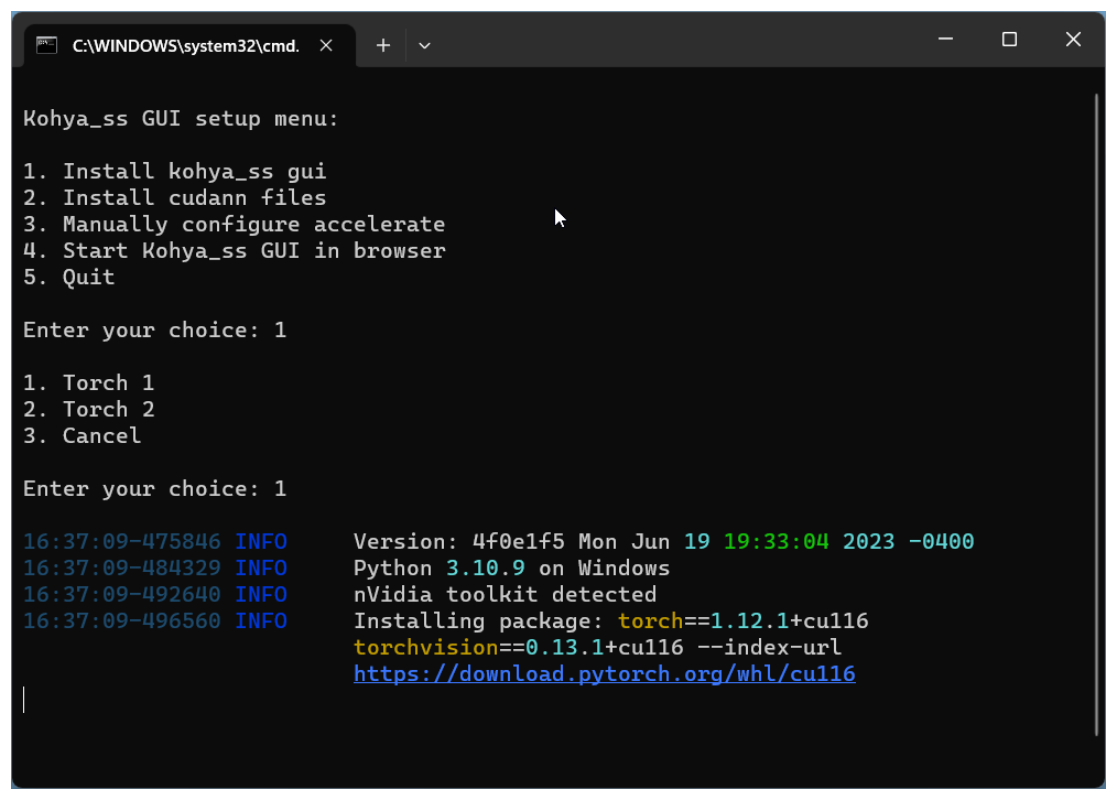 C:\WINDOWS\system32\cmd.
Kohya_ss GUI setup menu:
1. Install kohya_ss gui
2. Install cudann files
3. Manually configure accelerate
4. Start Kohya_ss GUI in browser
5. Quit
Enter your choice: 1
1. Torch 1
2. Torch 2
3. Cancel
Enter your choice: 1
16:37:09-475846 INFO Version: 4f0e1f5 Mon Jun 19 19:33:04 2023 -0400
16:37:09-484329 INFO Python 3.10.9 on Windows
16:37:09-492640 INFO nVidia toolkit detected
16:37:09-496560 INFO Installing package: torch==1.12.1+cu116
torchvision==0.13.1+cu116 --index-url
https://download.pytorch.org/whl/cu116